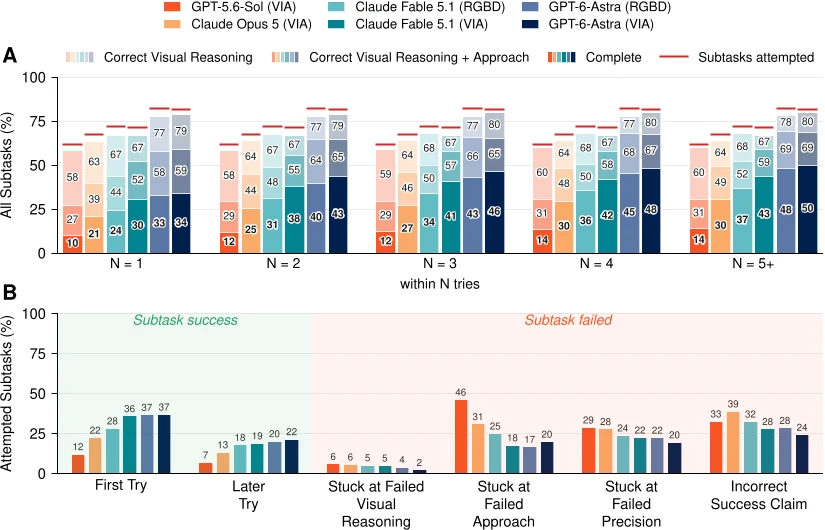 GPT-5.6-Sol (VIA) Claude Fable 5.1 (RGBD) GPT-6-Astra (RGBD)
Claude Opus 5 (VIA) Claude Fable 5.1 (VIA) GPT-6-Astra (VIA)
A Correct Visual Reasoning Correct Visual Reasoning + Approach Complete Subtasks attempted
All Subtasks (%)
100
75
50
25
0
58 27 10 63 39 21 67 44 24 67 52 30 77 58 33 79 59 34
58 29 12 64 44 25 67 48 31 67 55 38 77 64 40 79 65 43
59 29 12 64 46 27 68 50 34 67 57 41 77 66 43 80 65 46
60 31 14 64 48 30 68 50 36 67 58 42 77 68 45 80 67 48
60 31 14 64 49 30 68 52 37 67 59 43 78 69 48 80 69 50
N = 1 N = 2 N = 3 N = 4 N = 5+
within N tries
B
Attempted Subtasks (%)
100
75
50
25
0
Subtask success Subtask failed
12 22 28 36 37 37
7 13 18 19 20 22
6 6 5 5 4 2
46 31 25 18 17 20
29 28 24 22 22 20
33 39 32 28 28 24
First Try
Later
Try
Stuck at Failed
Visual
Reasoning
Stuck at
Failed
Approach
Stuck at
Failed
Precision
Incorrect
Success Claim